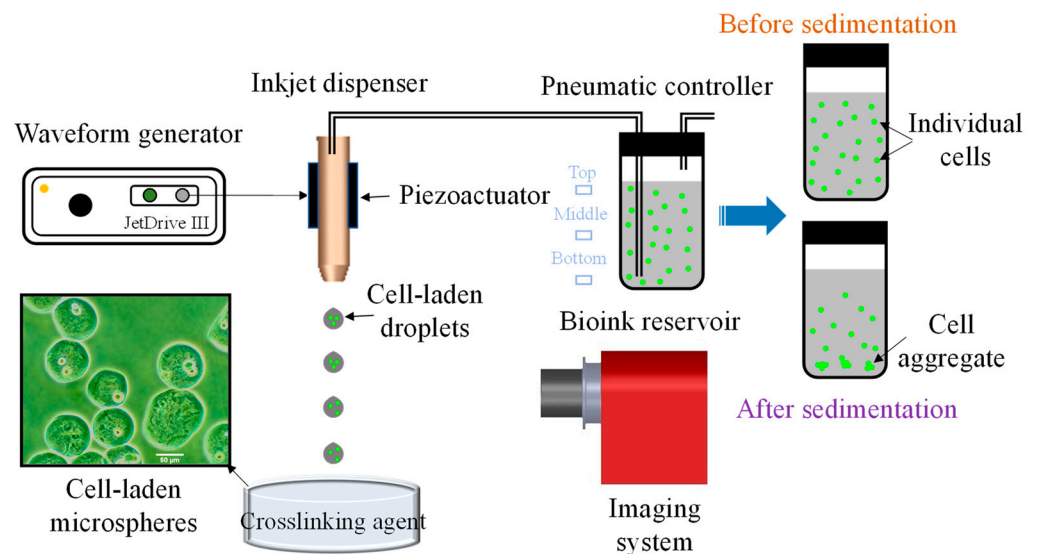 Before sedimentation
Inkjet dispenser
Pneumatic controller
Waveform generator
Individual
cells
Top
Piezoactuator
JetDrive III
Middle
Bottom
Cell-laden
droplets
Bioink reservoir
Cell
aggregate
After sedimentation
50 μm
Cell-laden
microspheres
Crosslinking agent
Imaging
system